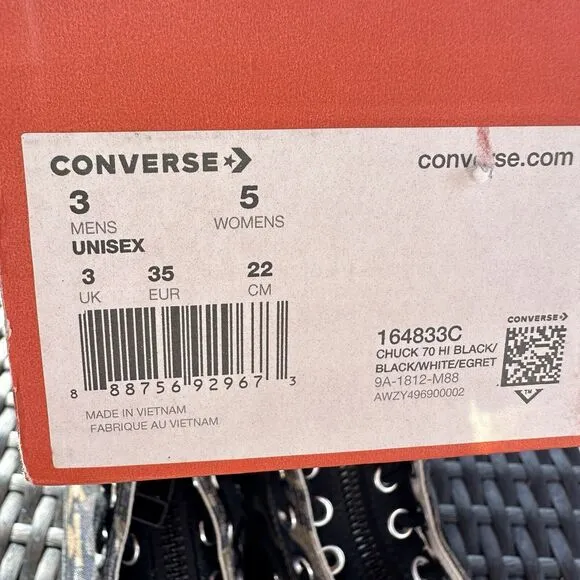 CONVERSE
converse.com
3 5
MENS WOMENS
UNISEX
3 35 22
UK EUR CM
8 88756 92967 3
MADE IN VIETNAM
FABRIQUE AU VIETNAM
CONVERSE
164833C
CHUCK 70 HI BLACK/
BLACK/WHITE/EGRET
9A-1812-M88
AWZY496900002
TM